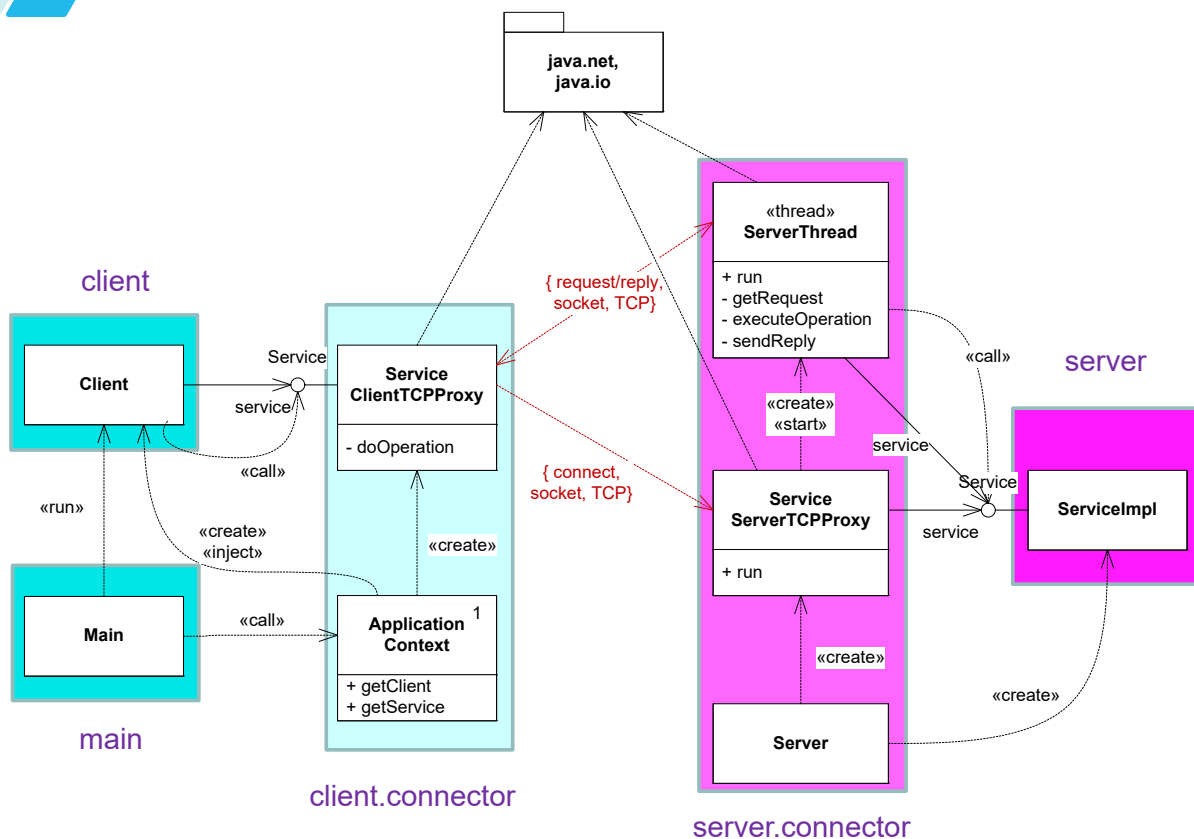 java.net,
java.io
«thread»
ServerThread
+ run
- getRequest
- executeOperation
- sendReply
{ request/reply,
socket, TCP}
client
Client
Service
service
«call»
Service
ClientTCPProxy
- doOperation
{ connect,
socket, TCP}
«create»
«start»
«call»
service
server
Service
service
ServiceImpl
Service
ServerTCPProxy
+ run
«run»
«create»
«inject»
«create»
Main
«call»
Application
Context
1
+ getClient
+ getService
«create»
«create»
Server
main
client.connector
server.connector